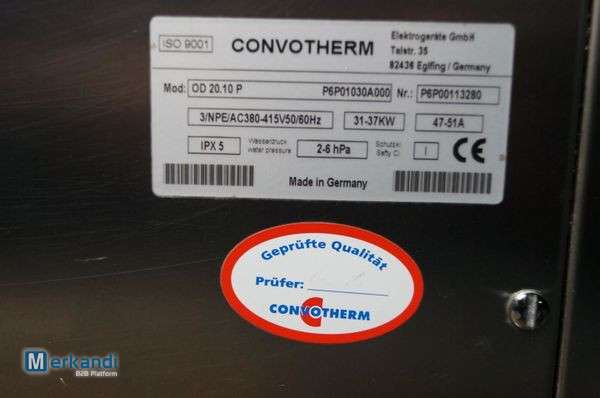 ISO 9001 CONVOTHERM
Elektrogeräte GmbH
Talstr. 35
82436 Eglfing / Germany
Mod: OD 20.10 P P6P01030A000 Nr.: P6P00113280
3/NPE/AC380-415V50/60Hz 31-37KW 47-51A
IPX 5 Wasserdruck water pressure 2-6 hPa Schutzkl. Safty Cl I CE
Made in Germany
Geprüfte Qualität
Prüfer:
CONVOTHERM
Merkandi
B2B Platform